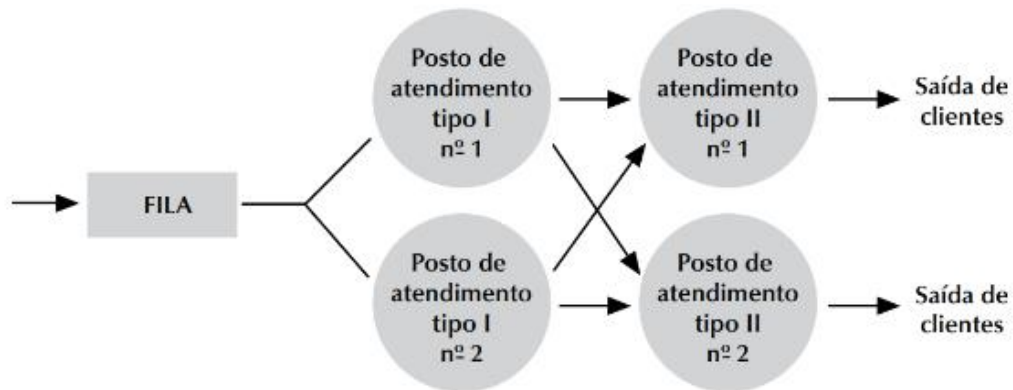 FILA
Posto de
atendimento
tipo I
nº 1
Posto de
atendimento
tipo II
nº 1
Saída de
clientes
Posto de
atendimento
tipo I
nº 2
Posto de
atendimento
tipo II
nº 2
Saída de
clientes